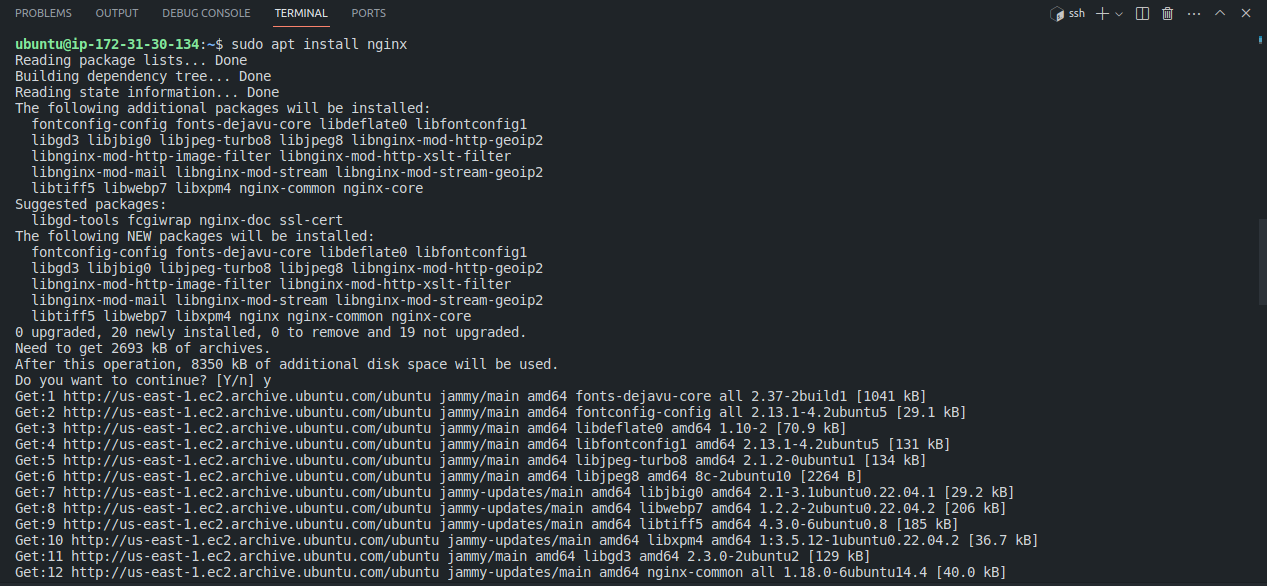 PROBLEMS OUTPUT DEBUG CONSOLE TERMINAL PORTS ssh
ubuntu@ip-172-31-30-134:~$ sudo apt install nginx
Reading package lists... Done
Building dependency tree... Done
Reading state information... Done
The following additional packages will be installed:
  fontconfig-config fonts-dejavu-core libdeflate0 libfontconfig1
  libgd3 libjbig0 libjpeg-turbo8 libjpeg8 libnginx-mod-http-geoip2
  libnginx-mod-http-image-filter libnginx-mod-http-xslt-filter
  libnginx-mod-mail libnginx-mod-stream libnginx-mod-stream-geoip2
  libtiff5 libwebp7 libxpm4 nginx-common nginx-core
Suggested packages:
  libgd-tools fcgiwrap nginx-doc ssl-cert
The following NEW packages will be installed:
  fontconfig-config fonts-dejavu-core libdeflate0 libfontconfig1
  libgd3 libjbig0 libjpeg-turbo8 libjpeg8 libnginx-mod-http-geoip2
  libnginx-mod-http-image-filter libnginx-mod-http-xslt-filter
  libnginx-mod-mail libnginx-mod-stream libnginx-mod-stream-geoip2
  libtiff5 libwebp7 libxpm4 nginx nginx-common nginx-core
0 upgraded, 20 newly installed, 0 to remove and 19 not upgraded.
Need to get 2693 kB of archives.
After this operation, 8350 kB of additional disk space will be used.
Do you want to continue? [Y/n] y
Get:1 http://us-east-1.ec2.archive.ubuntu.com/ubuntu jammy/main amd64 fonts-dejavu-core all 2.37-2build1 [1041 kB]
Get:2 http://us-east-1.ec2.archive.ubuntu.com/ubuntu jammy/main amd64 fontconfig-config all 2.13.1-4.2ubuntu5 [29.1 kB]
Get:3 http://us-east-1.ec2.archive.ubuntu.com/ubuntu jammy/main amd64 libdeflate0 amd64 1.10-2 [70.9 kB]
Get:4 http://us-east-1.ec2.archive.ubuntu.com/ubuntu jammy/main amd64 libfontconfig1 amd64 2.13.1-4.2ubuntu5 [131 kB]
Get:5 http://us-east-1.ec2.archive.ubuntu.com/ubuntu jammy/main amd64 libjpeg-turbo8 amd64 2.1.2-0ubuntu1 [134 kB]
Get:6 http://us-east-1.ec2.archive.ubuntu.com/ubuntu jammy/main amd64 libjpeg8 amd64 8c-2ubuntu10 [2264 B]
Get:7 http://us-east-1.ec2.archive.ubuntu.com/ubuntu jammy-updates/main amd64 libjbig0 amd64 2.1-3.1ubuntu0.22.04.1 [29.2 kB]
Get:8 http://us-east-1.ec2.archive.ubuntu.com/ubuntu jammy-updates/main amd64 libwebp7 amd64 1.2.2-2ubuntu0.22.04.2 [206 kB]
Get:9 http://us-east-1.ec2.archive.ubuntu.com/ubuntu jammy-updates/main amd64 libtiff5 amd64 4.3.0-6ubuntu0.8 [185 kB]
Get:10 http://us-east-1.ec2.archive.ubuntu.com/ubuntu jammy-updates/main amd64 libxpm4 amd64 1:3.5.12-1ubuntu0.22.04.2 [36.7 kB]
Get:11 http://us-east-1.ec2.archive.ubuntu.com/ubuntu jammy/main amd64 libgd3 amd64 2.3.0-2ubuntu2 [129 kB]
Get:12 http://us-east-1.ec2.archive.ubuntu.com/ubuntu jammy-updates/main amd64 nginx-common all 1.18.0-6ubuntu14.4 [40.0 kB]